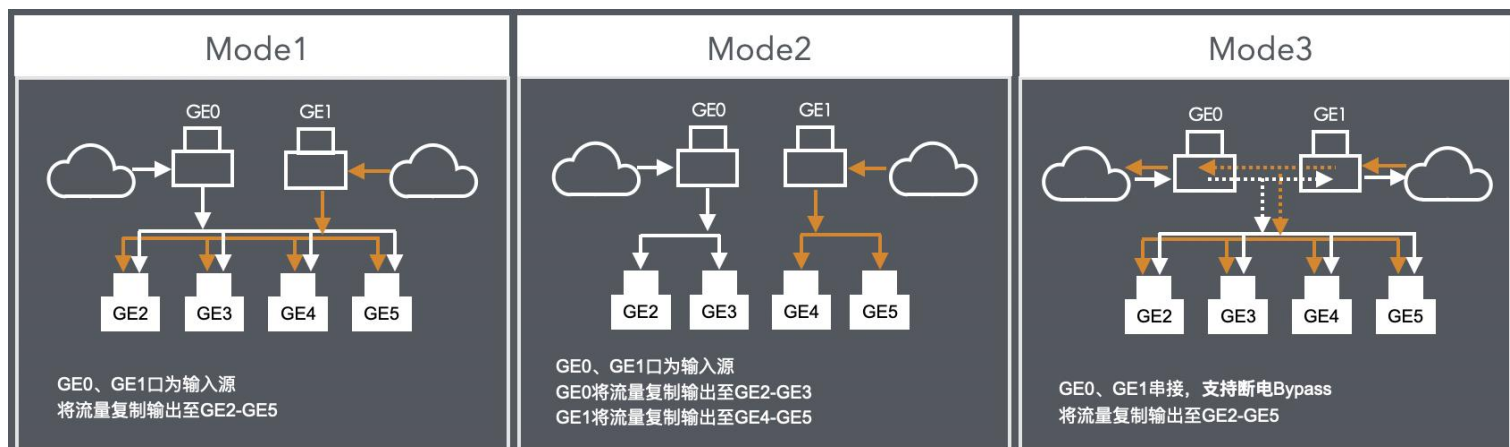 Mode1
GE0
GE1
GE2
GE3
GE4
GE5
GE0、GE1口为输入源
将流量复制输出至GE2-GE5
Mode2
GE0
GE1
GE2
GE3
GE4
GE5
GE0、GE1口为输入源
GE0将流量复制输出至GE2-GE3
GE1将流量复制输出至GE4-GE5
Mode3
GE0
GE1
GE2
GE3
GE4
GE5
GE0、GE1串接，支持断电Bypass
将流量复制输出至GE2-GE5